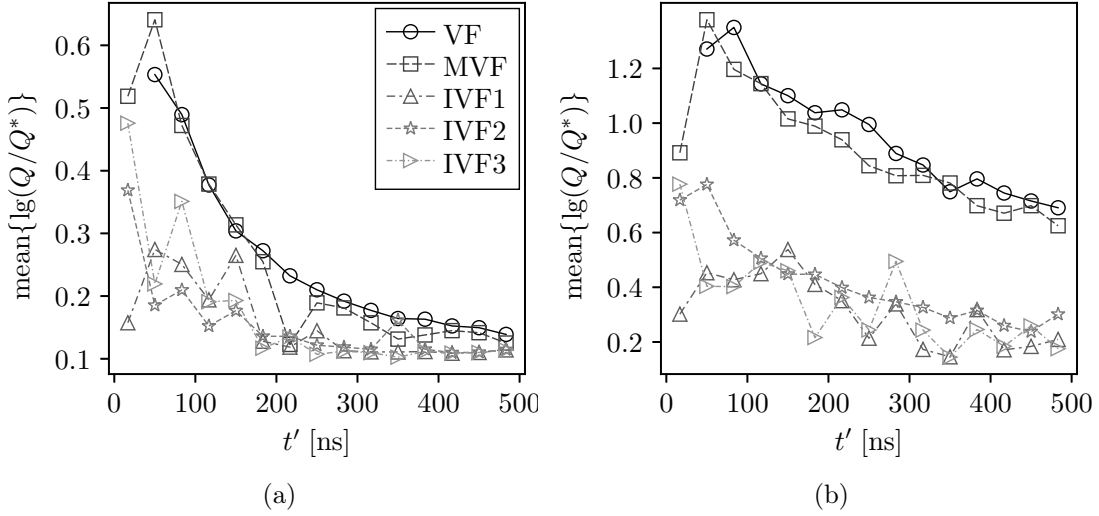 0.6
0.5
0.4
0.3
0.2
0.1
mean{lg(Q/Q*)}
VF
MVF
IVF1
IVF2
IVF3
0 100 200 300 400 500
t′ [ns]
(a)
1.2
1.0
0.8
0.6
0.4
0.2
mean{lg(Q/Q*)}
0 100 200 300 400 500
t′ [ns]
(b)